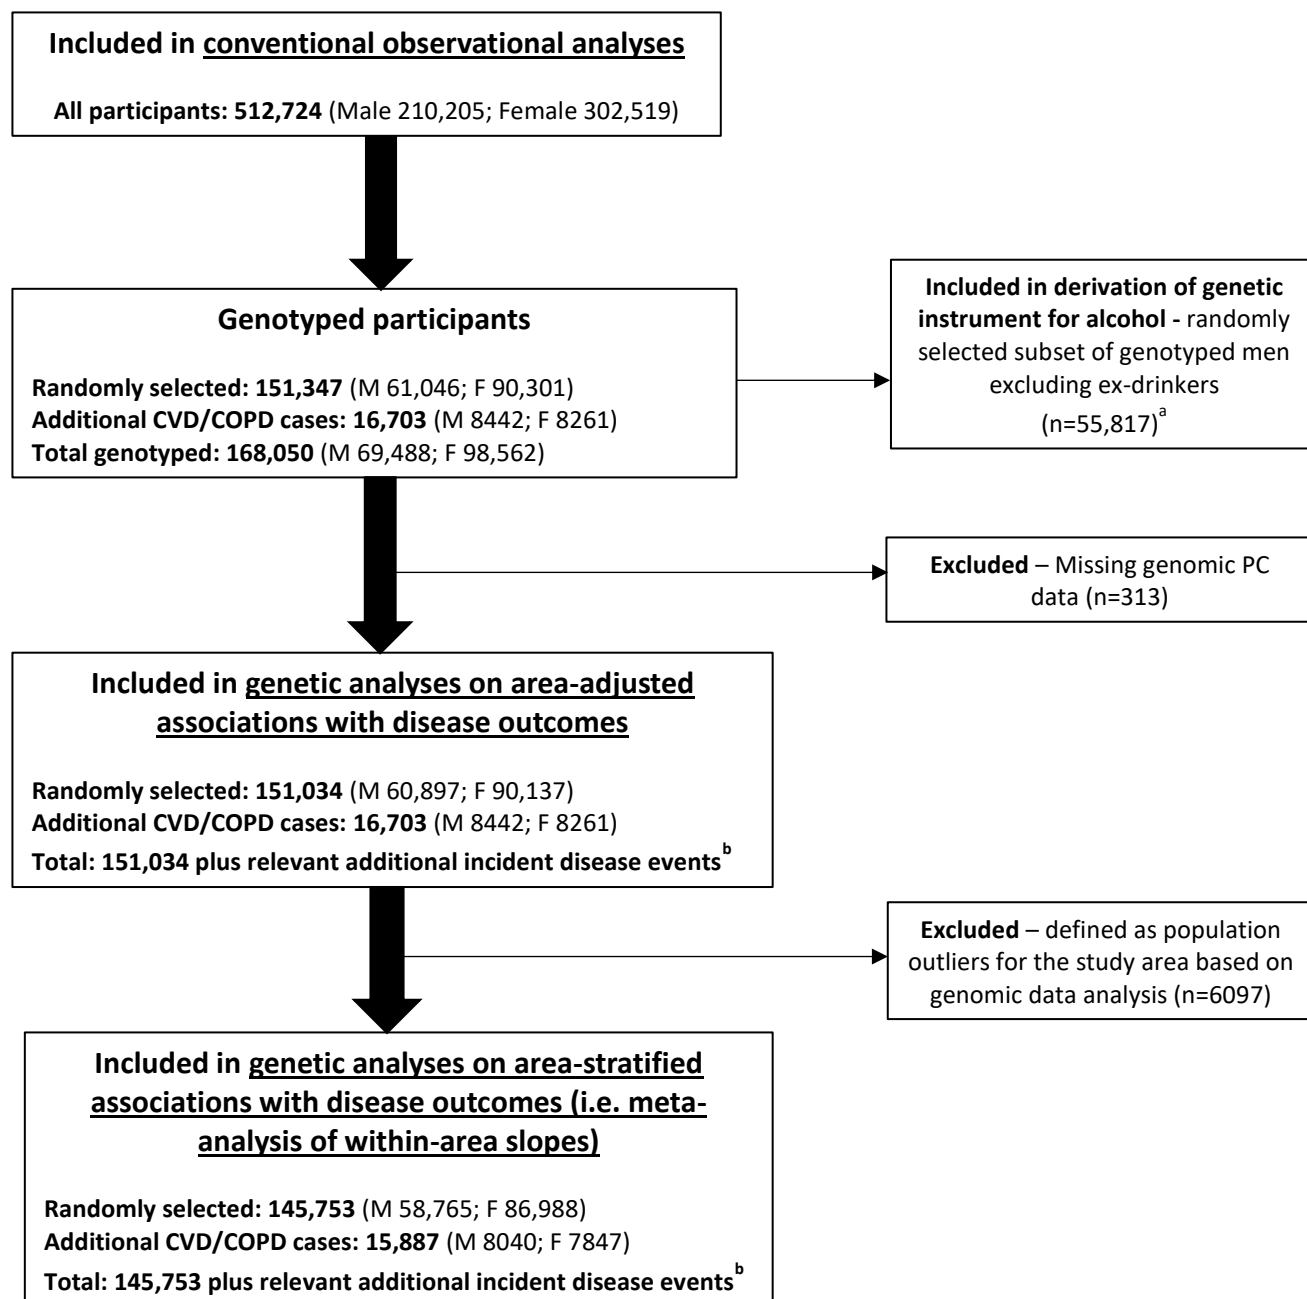 Included in conventional observational analyses
All participants: 512,724 (Male 210,205; Female 302,519)
Genotyped participants
Randomly selected: 151,347 (M 61,046; F 90,301)
Additional CVD/COPD cases: 16,703 (M 8442; F 8261)
Total genotyped: 168,050 (M 69,488; F 98,562)
Included in derivation of genetic
instrument for alcohol - randomly
selected subset of genotyped men
excluding ex-drinkers
(n=55,817)a
Excluded – Missing genomic PC
data (n=313)
Included in genetic analyses on area-adjusted
associations with disease outcomes
Randomly selected: 151,034 (M 60,897; F 90,137)
Additional CVD/COPD cases: 16,703 (M 8442; F 8261)
Total: 151,034 plus relevant additional incident disease eventsb
Excluded – defined as population
outliers for the study area based on
genomic data analysis (n=6097)
Included in genetic analyses on area-stratified
associations with disease outcomes (i.e. meta-
analysis of within-area slopes)
Randomly selected: 145,753 (M 58,765; F 86,988)
Additional CVD/COPD cases: 15,887 (M 8040; F 7847)
Total: 145,753 plus relevant additional incident disease eventsb